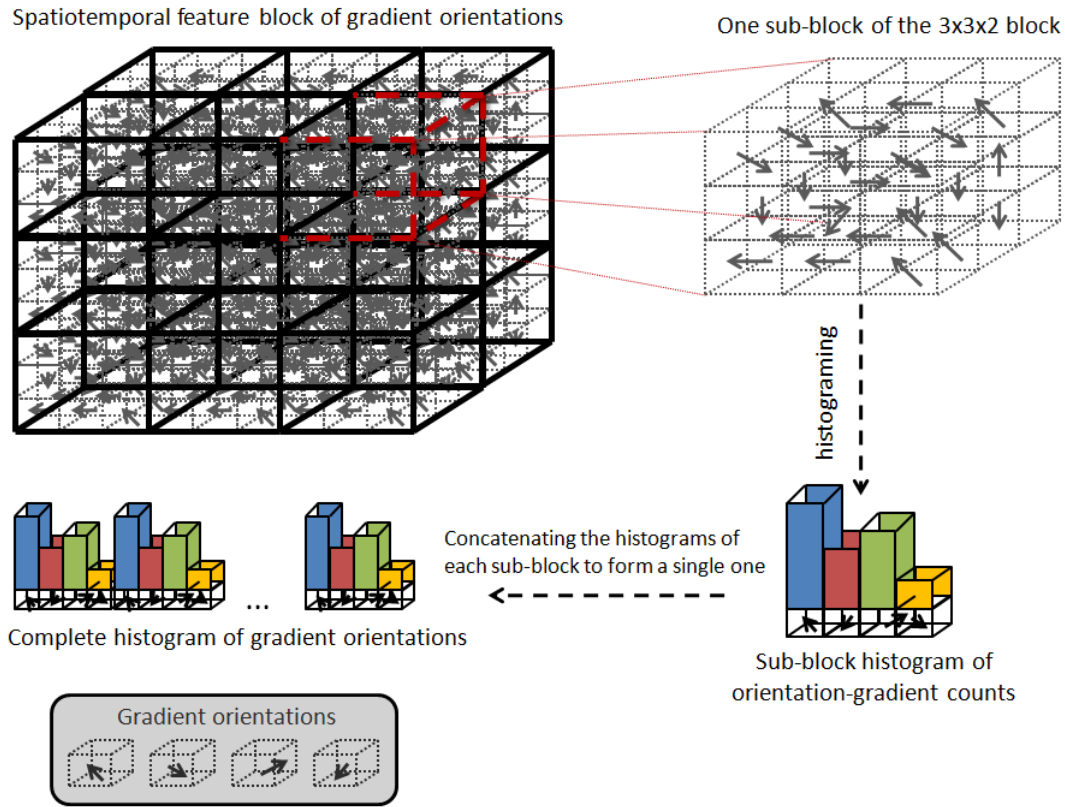 Spatiotemporal feature block of gradient orientations
One sub-block of the 3x3x2 block
histograming
Concatenating the histograms of
each sub-block to form a single one
...
Complete histogram of gradient orientations
Sub-block histogram of
orientation-gradient counts
Gradient orientations